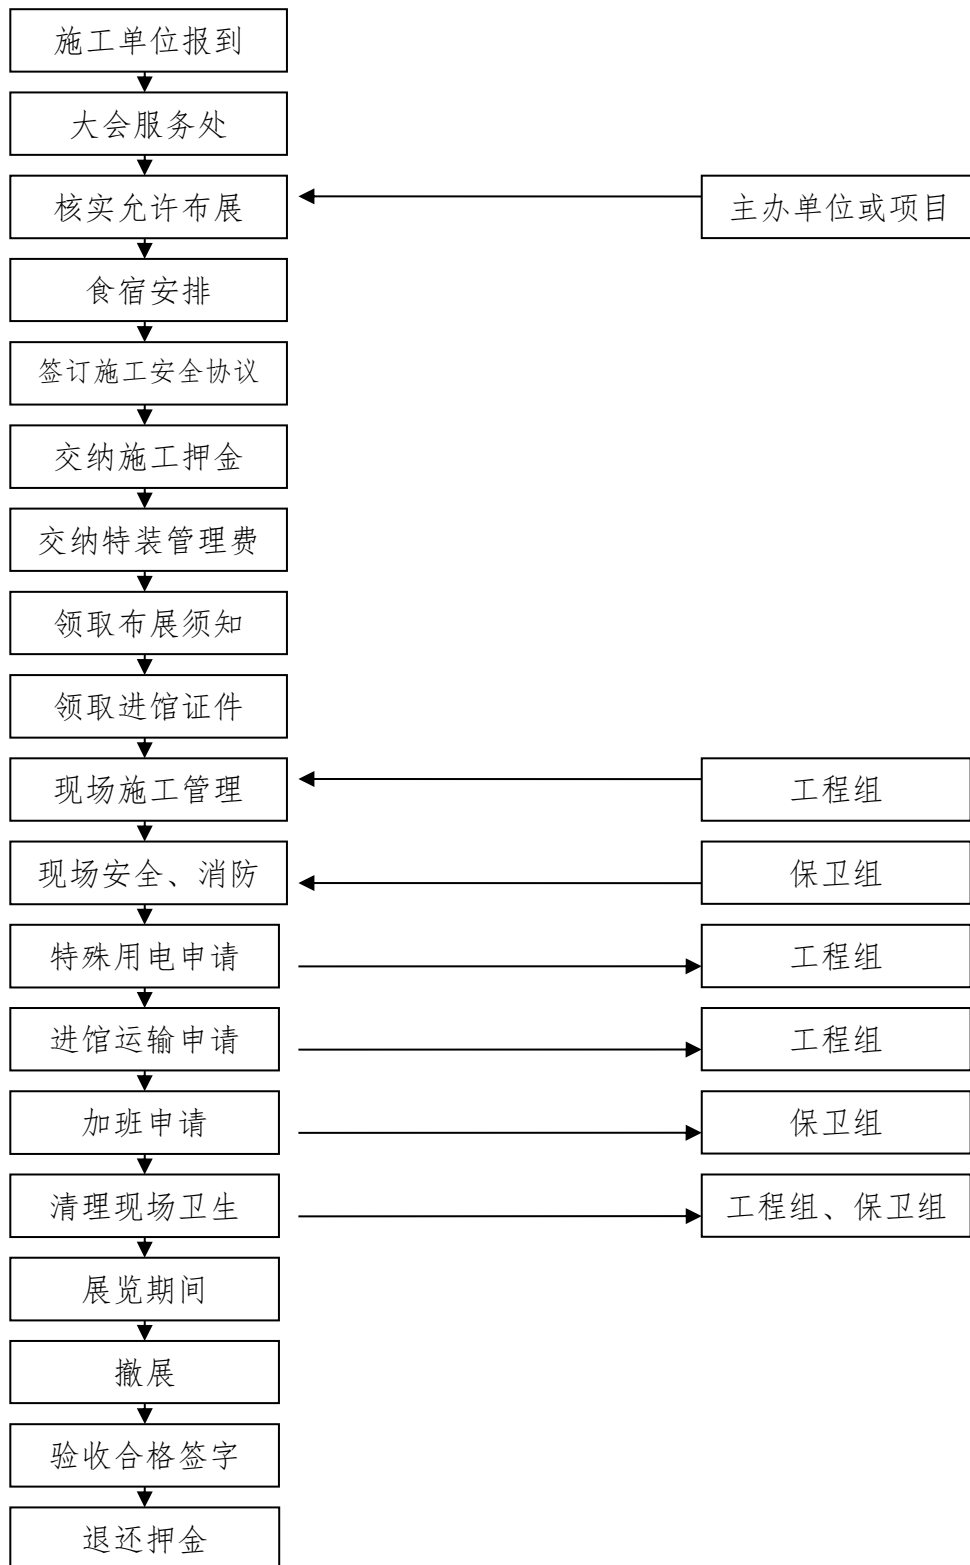 施工单位报到
大会服务处
核实允许布展
主办单位或项目
食宿安排
签订施工安全协议
交纳施工押金
交纳特装管理费
领取布展须知
领取进馆证件
现场施工管理
工程组
现场安全、消防
保卫组
特殊用电申请
工程组
进馆运输申请
工程组
加班申请
保卫组
清理现场卫生
工程组、保卫组
展览期间
撤展
验收合格签字
退还押金